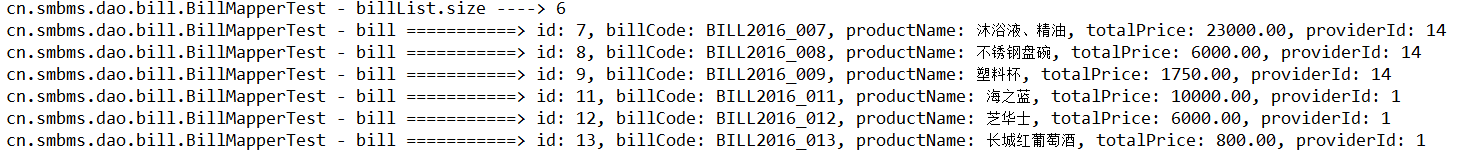 cn.smbms.dao.bill.BillMapperTest - billList.size ----> 6
cn.smbms.dao.bill.BillMapperTest - bill ===========> id: 7, billCode: BILL2016_007, productName: 沐浴液、精油, totalPrice: 23000.00, providerId: 14
cn.smbms.dao.bill.BillMapperTest - bill ===========> id: 8, billCode: BILL2016_008, productName: 不锈钢盘碗, totalPrice: 6000.00, providerId: 14
cn.smbms.dao.bill.BillMapperTest - bill ===========> id: 9, billCode: BILL2016_009, productName: 塑料杯, totalPrice: 1750.00, providerId: 14
cn.smbms.dao.bill.BillMapperTest - bill ===========> id: 11, billCode: BILL2016_011, productName: 海之蓝, totalPrice: 10000.00, providerId: 1
cn.smbms.dao.bill.BillMapperTest - bill ===========> id: 12, billCode: BILL2016_012, productName: 芝华士, totalPrice: 6000.00, providerId: 1
cn.smbms.dao.bill.BillMapperTest - bill ===========> id: 13, billCode: BILL2016_013, productName: 长城红葡萄酒, totalPrice: 800.00, providerId: 1